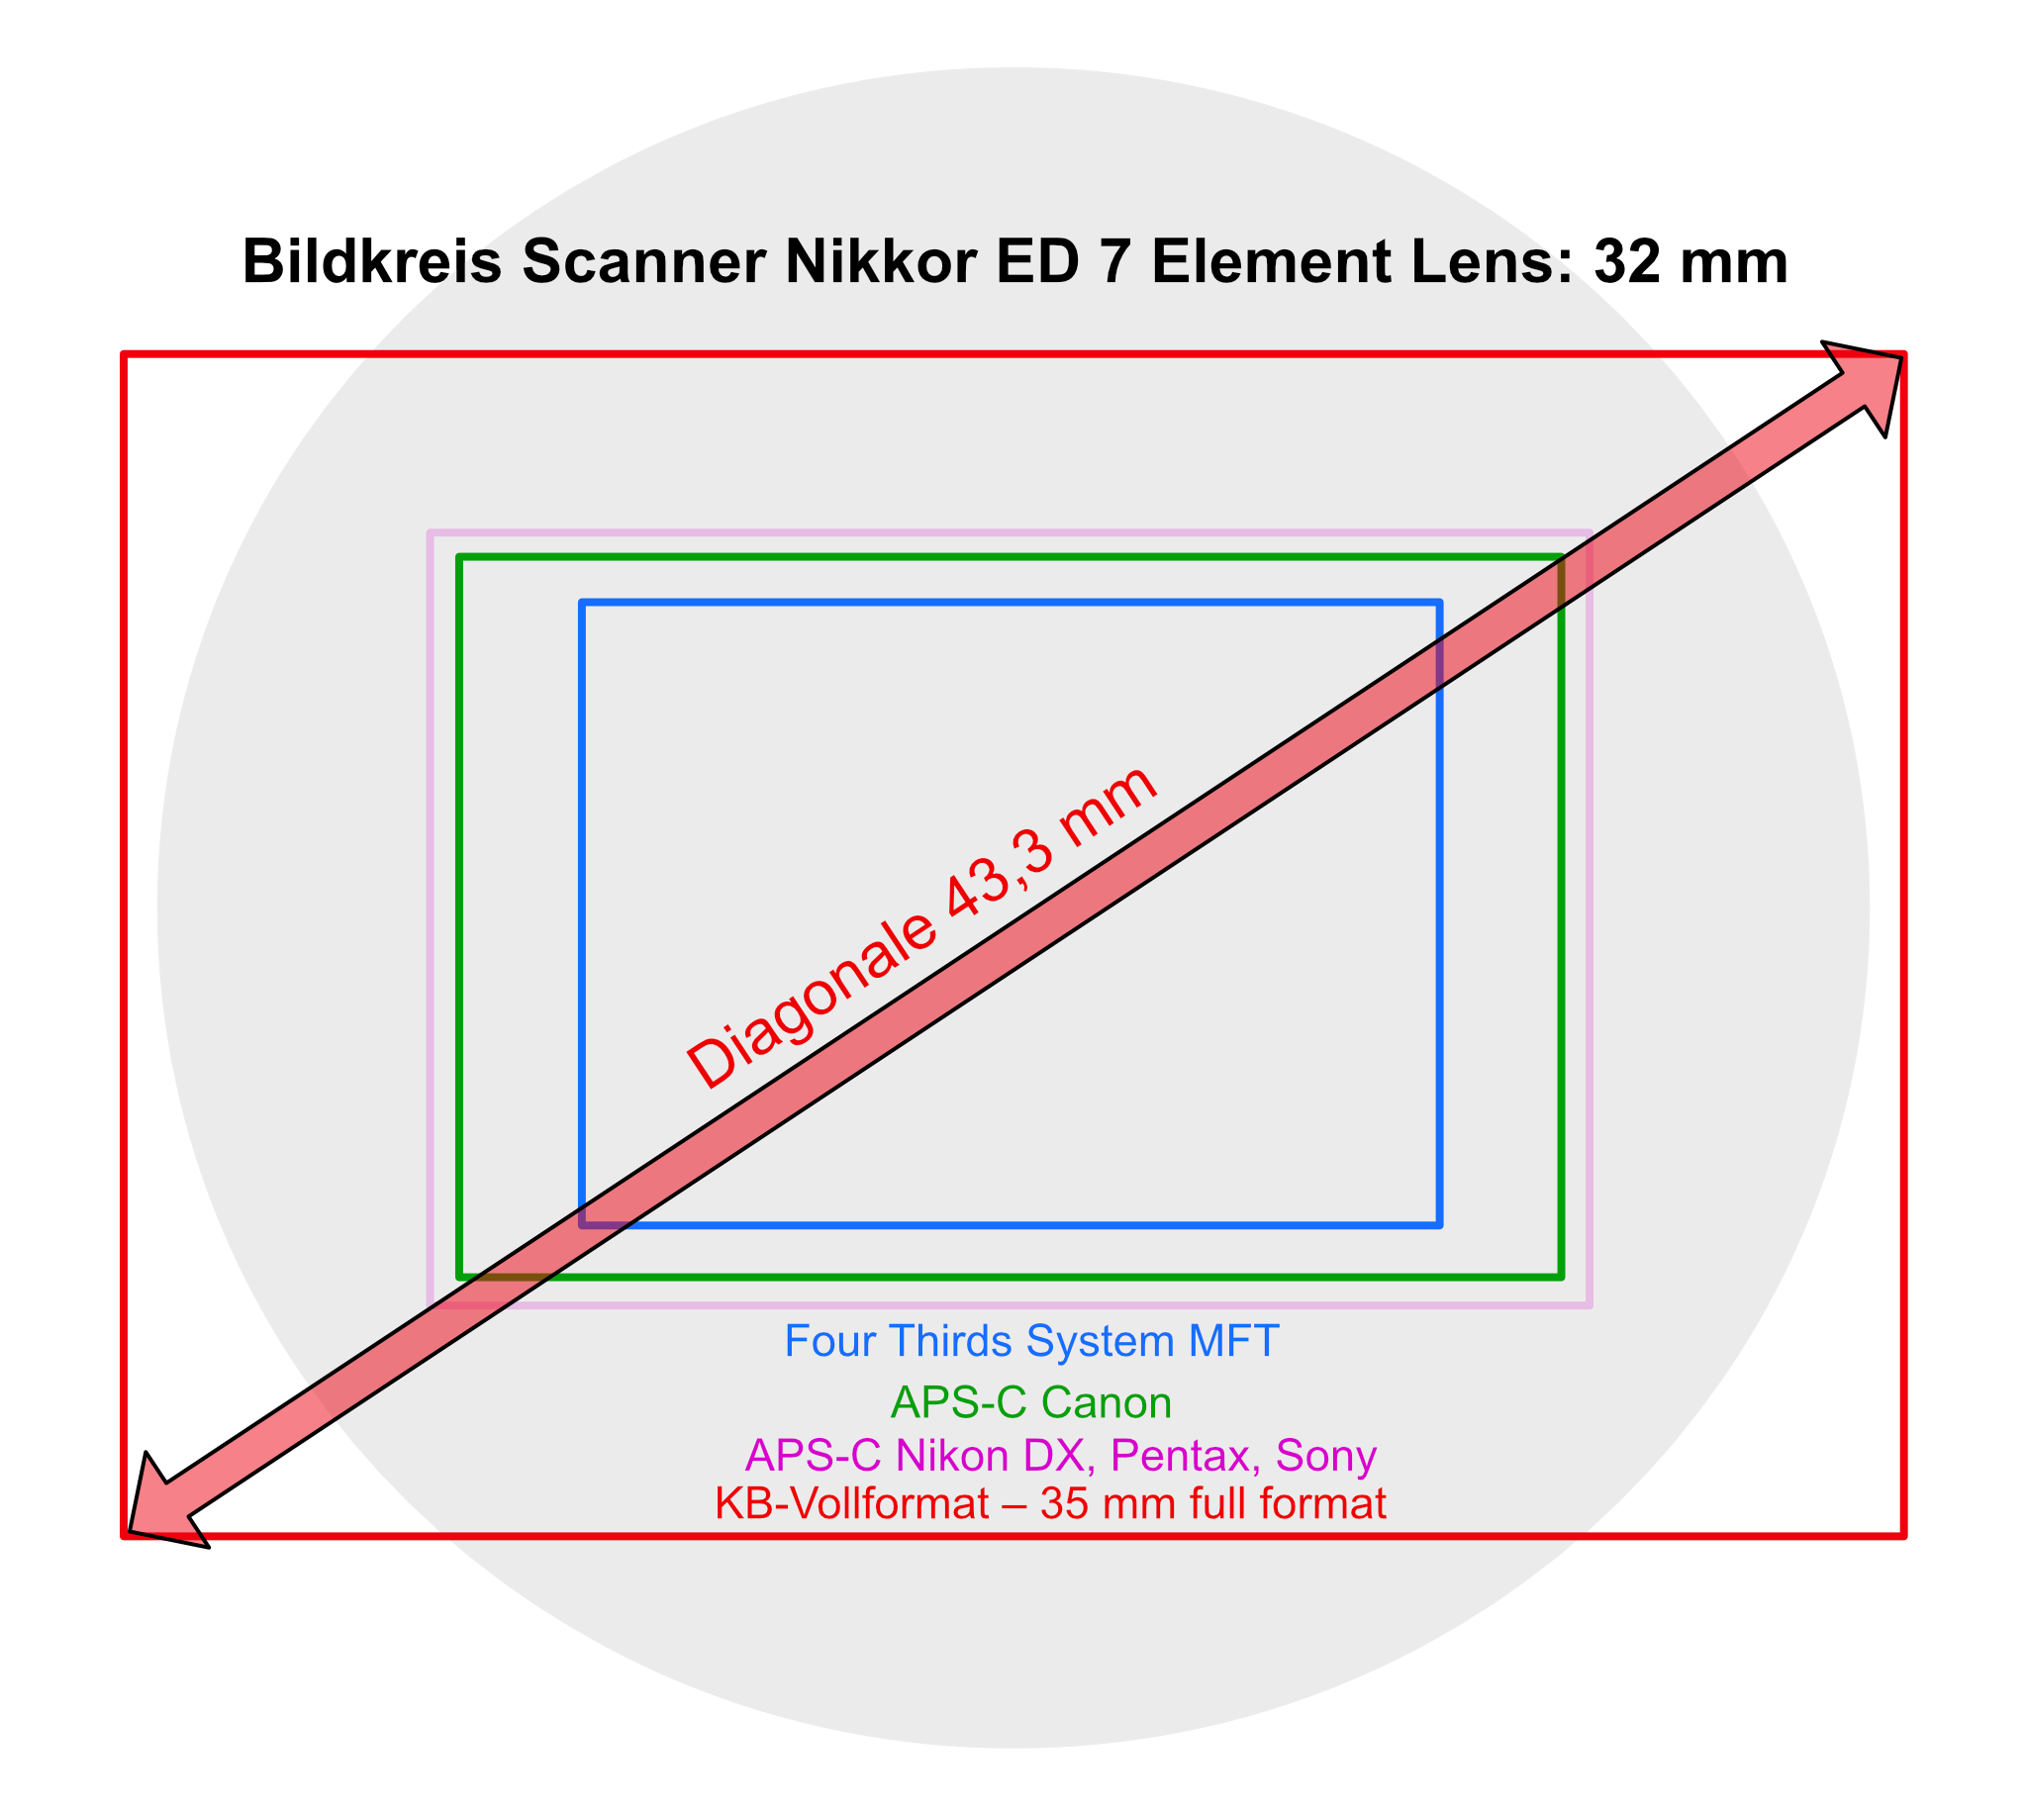 Bildkreis Scanner Nikkor ED 7 Element Lens: 32 mm
Diagonale 43,3 mm
Four Thirds System MFT
APS-C Canon
APS-C Nikon DX, Pentax, Sony
KB-Vollformat – 35 mm full format